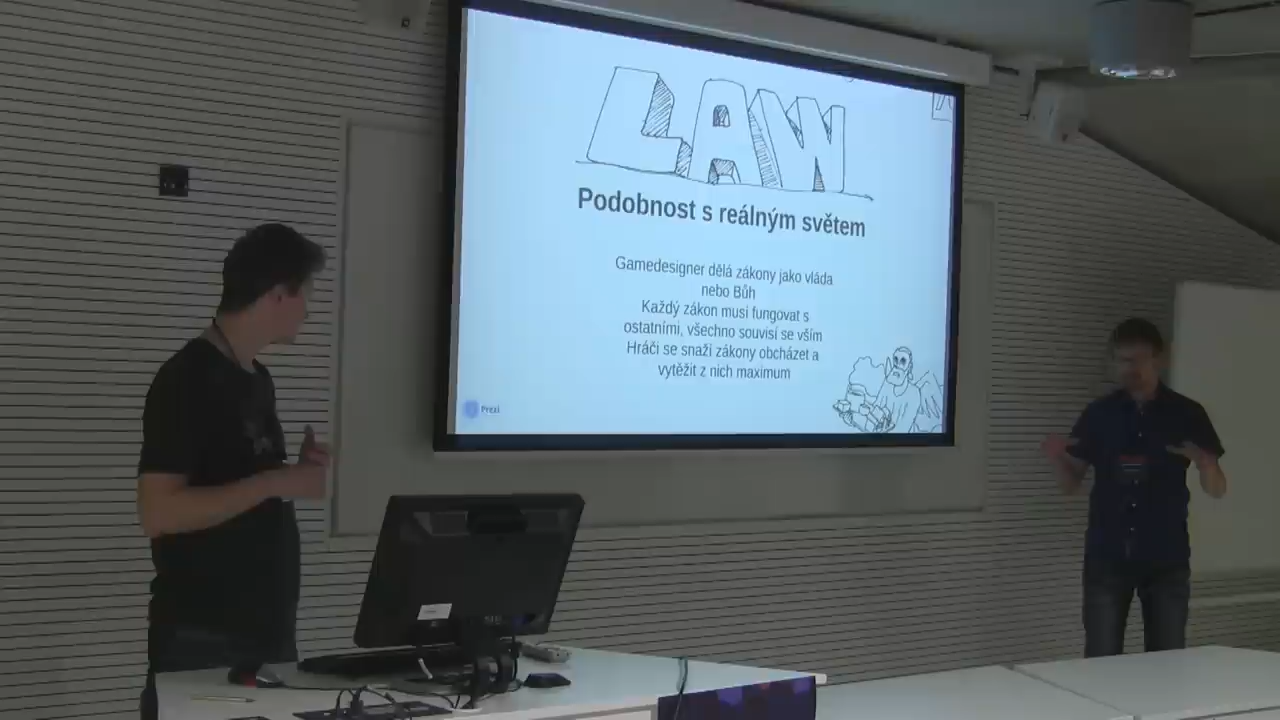 LAW
Podobnost s reálným světem
Gamedesigner dělá zákony jako vláda
nebo Bůh
Každý zákon musí fungovat s
ostatními, všechno souvisí se vším
Hráči se snaží zákony obcházet a
vytěžit z nich maximum
Prezi